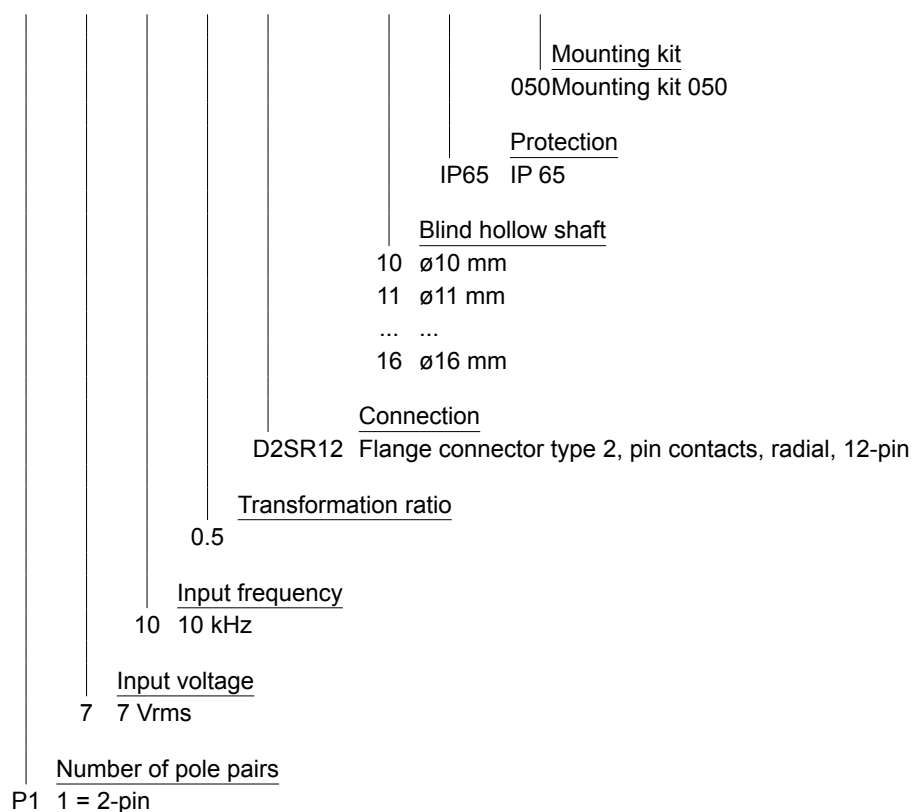 Mounting kit
050Mounting kit 050
Protection
IP65 IP 65
Blind hollow shaft
10 ø10 mm
11 ø11 mm
... ...
16 ø16 mm
Connection
D2SR12 Flange connector type 2, pin contacts, radial, 12-pin
Transformation ratio
0.5
Input frequency
10 10 kHz
Input voltage
7 7 Vrms
Number of pole pairs
P1 1 = 2-pin